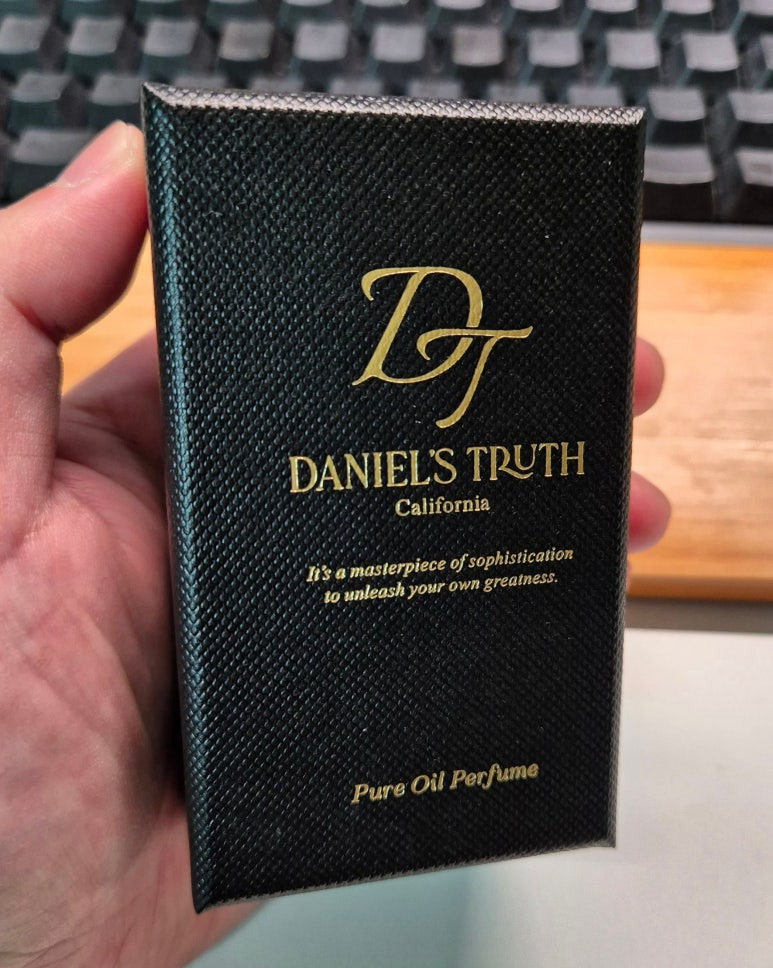 DT
DANIEL'S TRUTH
California
It's a masterpiece of sophistication
to unleash your own greatness.
Pure Oil Perfume